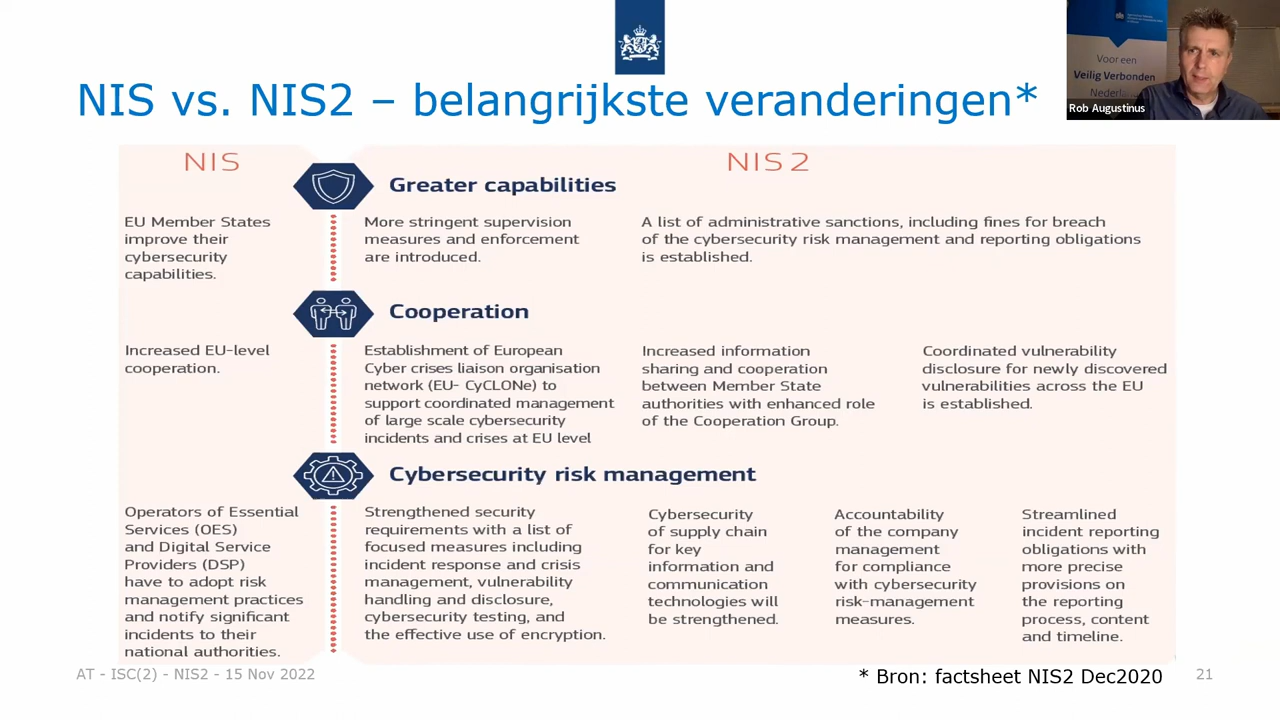 NIS vs. NIS2 – belangrijkste veranderingen*
Voor een
Veilig Verbonden
Nederland
Rob Augustinus
NIS
NIS 2
Greater capabilities
EU Member States
improve their
cybersecurity
capabilities.
More stringent supervision
measures and enforcement
are introduced.
A list of administrative sanctions, including fines for breach
of the cybersecurity risk management and reporting obligations
is established.
Cooperation
Increased EU-level
cooperation.
Establishment of European
Cyber crises liaison organisation
network (EU- CyCLONe) to
support coordinated management
of large scale cybersecurity
incidents and crises at EU level
Increased information
sharing and cooperation
between Member State
authorities with enhanced role
of the Cooperation Group.
Coordinated vulnerability
disclosure for newly discovered
vulnerabilities across the EU
is established.
Cybersecurity risk management
Operators of Essential
Services (OES)
and Digital Service
Providers (DSP)
have to adopt risk
management practices
and notify significant
incidents to their
national authorities.
Strengthened security
requirements with a list of
focused measures including
incident response and crisis
management, vulnerability
handling and disclosure,
cybersecurity testing, and
the effective use of encryption.
Cybersecurity
of supply chain
for key
information and
communication
technologies will
be strengthened.
Accountability
of the company
management
for compliance
with cybersecurity
risk-management
measures.
Streamlined
incident reporting
obligations with
more precise
provisions on
the reporting
process, content
and timeline.
AT - ISC(2) - NIS2 - 15 Nov 2022
* Bron: factsheet NIS2 Dec2020
21